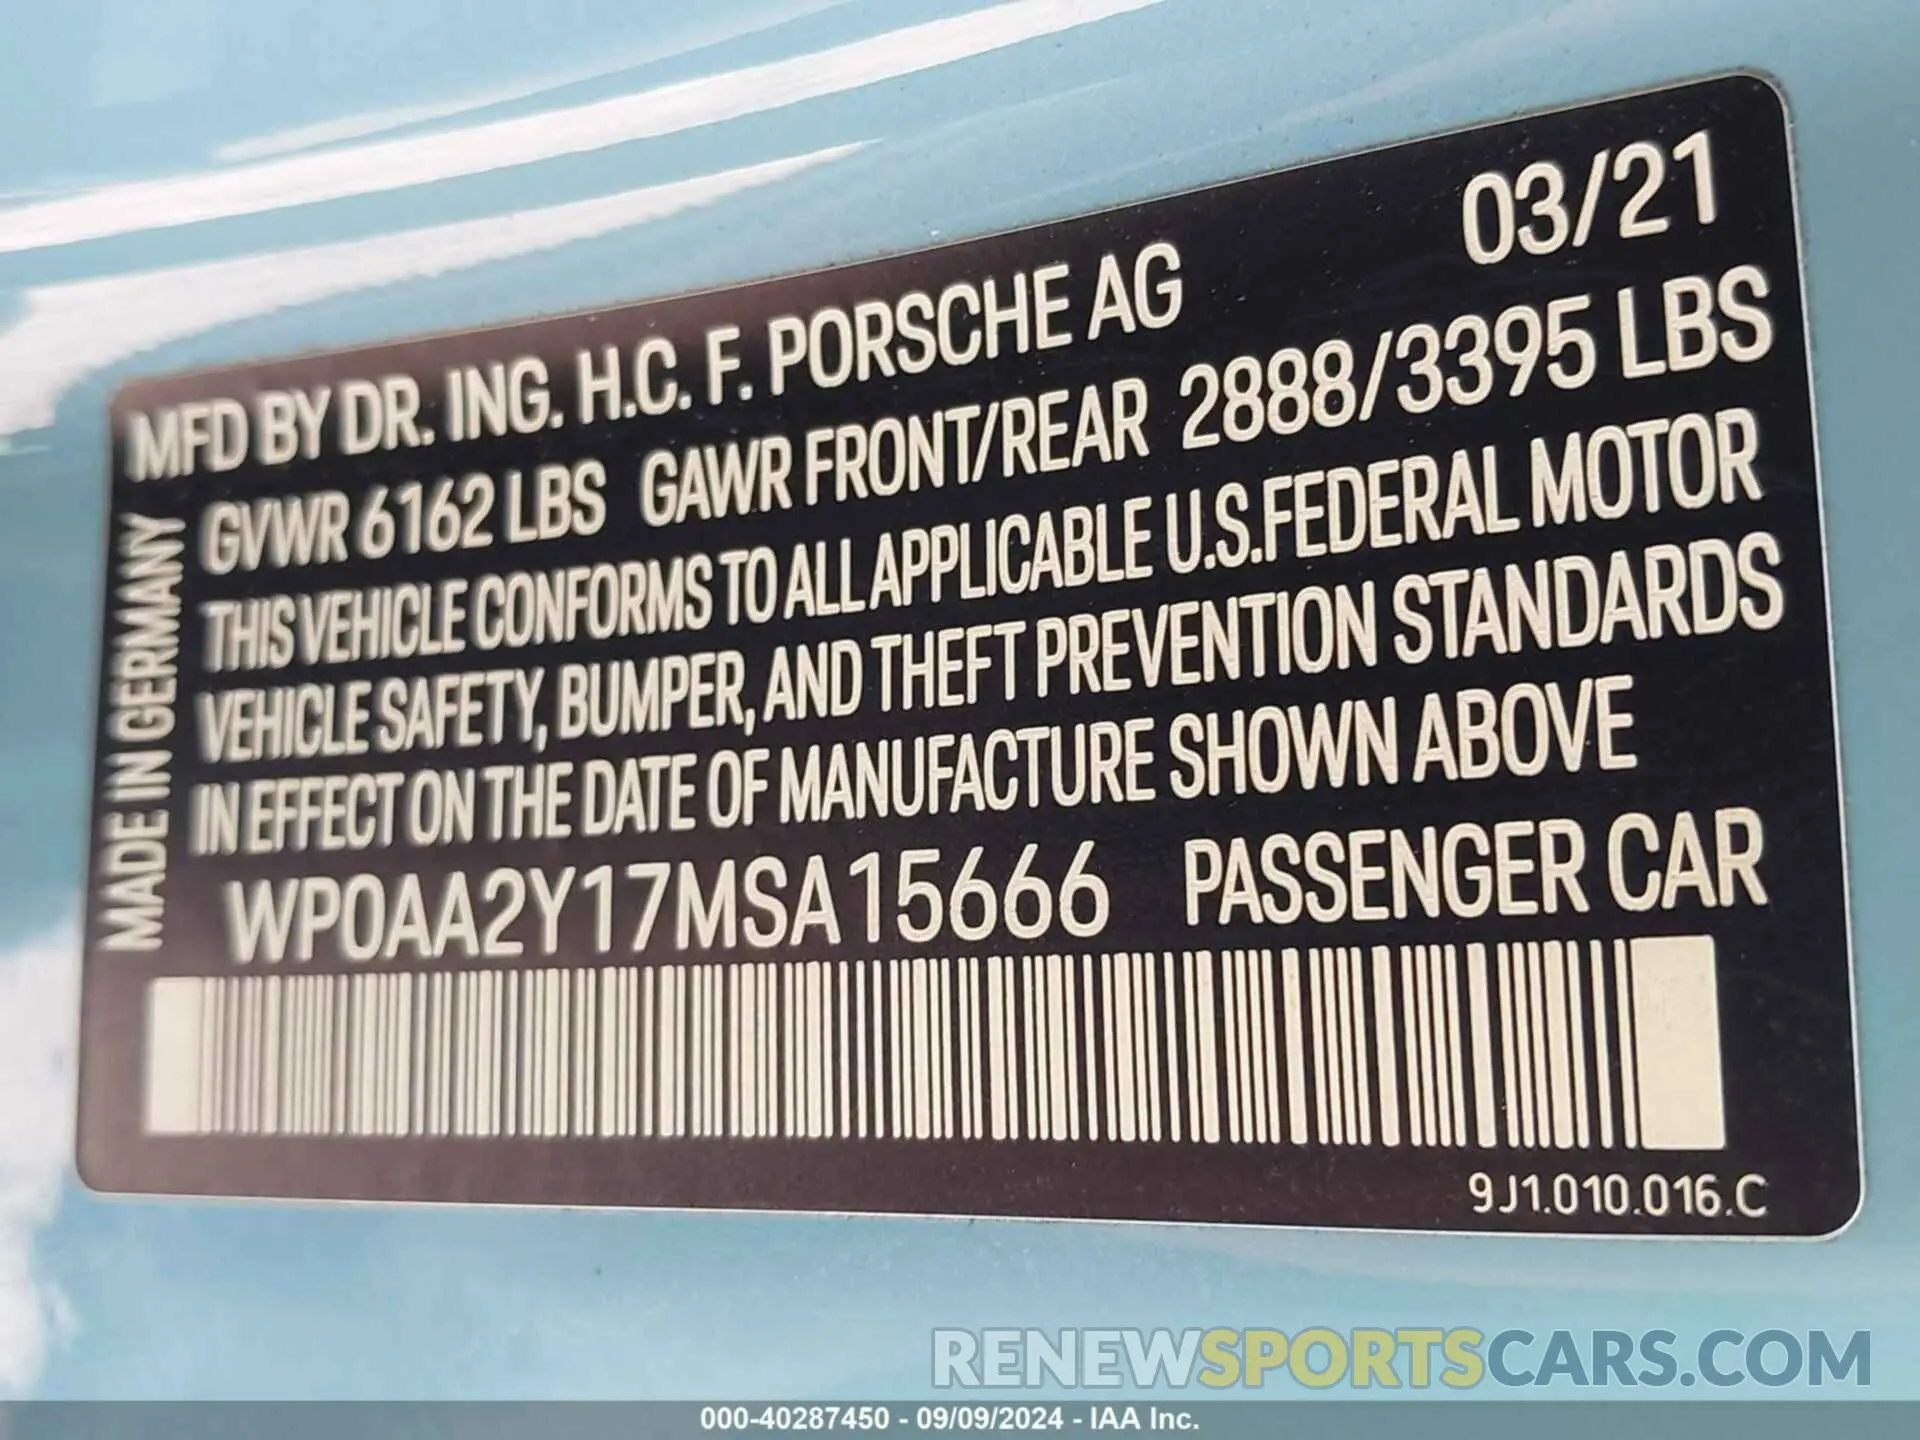 03/21
MFD BY DR. ING. H.C. F. PORSCHE AG
GVWR 6162 LBS GAWR FRONT/REAR 2888/3395 LBS
THIS VEHICLE CONFORMS TO ALL APPLICABLE U.S.FEDERAL MOTOR
VEHICLE SAFETY, BUMPER, AND THEFT PREVENTION STANDARDS
IN EFFECT ON THE DATE OF MANUFACTURE SHOWN ABOVE
WP0AA2Y17MSA15666 PASSENGER CAR
MADE IN GERMANY
9J1.010.016.C
RENEWSPORTSCARS.COM
000-40287450 - 09/09/2024 - IAA Inc.